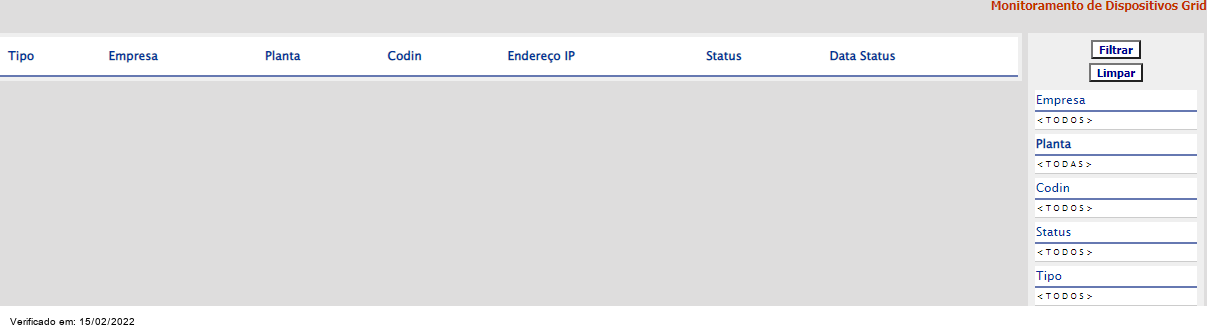 Monitoramento de Dispositivos Grid
Tipo Empresa Planta Codin Endereço IP Status Data Status
Filtrar
Limpar
Empresa
<TODOS>
Planta
<TODAS>
Codin
<TODOS>
Status
<TODOS>
Tipo
<TODOS>
Verificado em: 15/02/2022